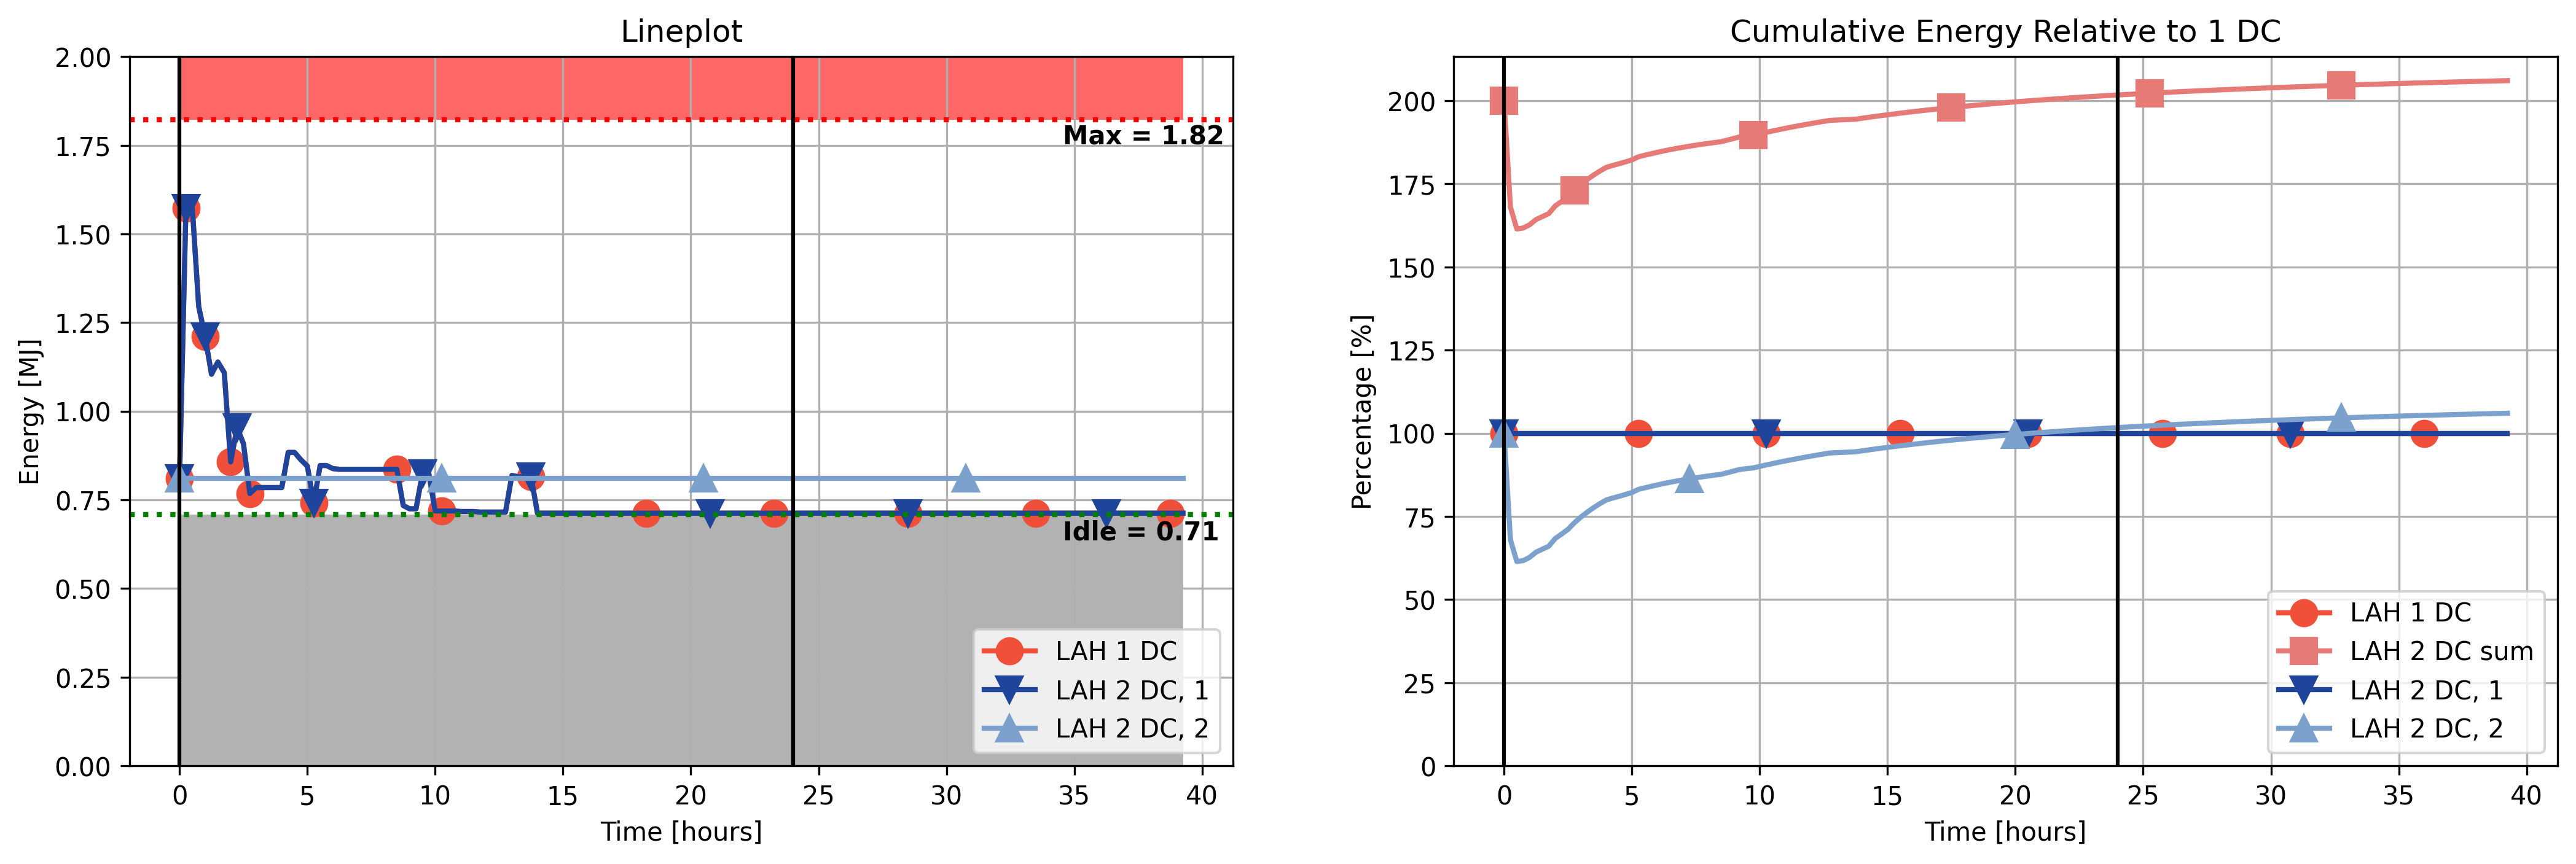 Lineplot
2.00
1.75
1.50
1.25
1.00
0.75
0.50
0.25
0.00
Energy [MJ]
Max = 1.82
Idle = 0.71
LAH 1 DC
LAH 2 DC, 1
LAH 2 DC, 2
0 5 10 15 20 25 30 35 40
Time [hours]
Cumulative Energy Relative to 1 DC
200
175
150
125
100
75
50
25
0
Percentage [%]
LAH 1 DC
LAH 2 DC sum
LAH 2 DC, 1
LAH 2 DC, 2
0 5 10 15 20 25 30 35 40
Time [hours]